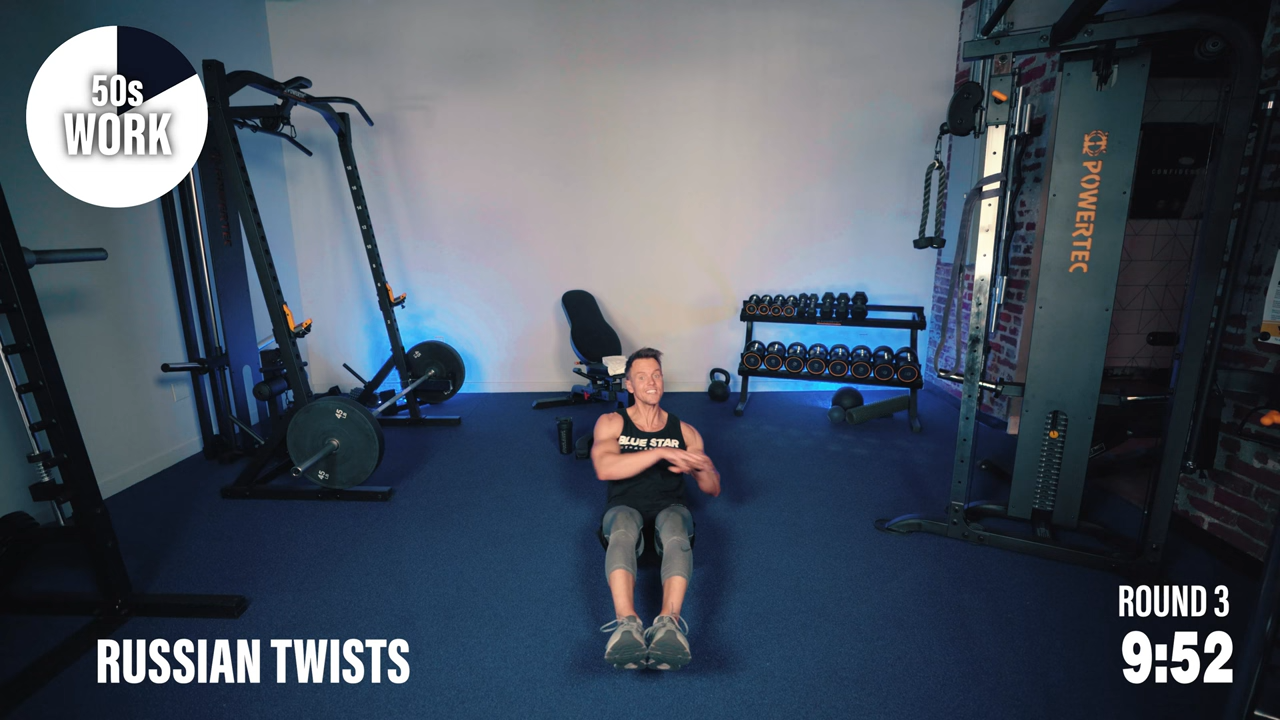 50s
WORK
POWERTEC
BLUE STAR
RUSSIAN TWISTS
ROUND 3
9:52